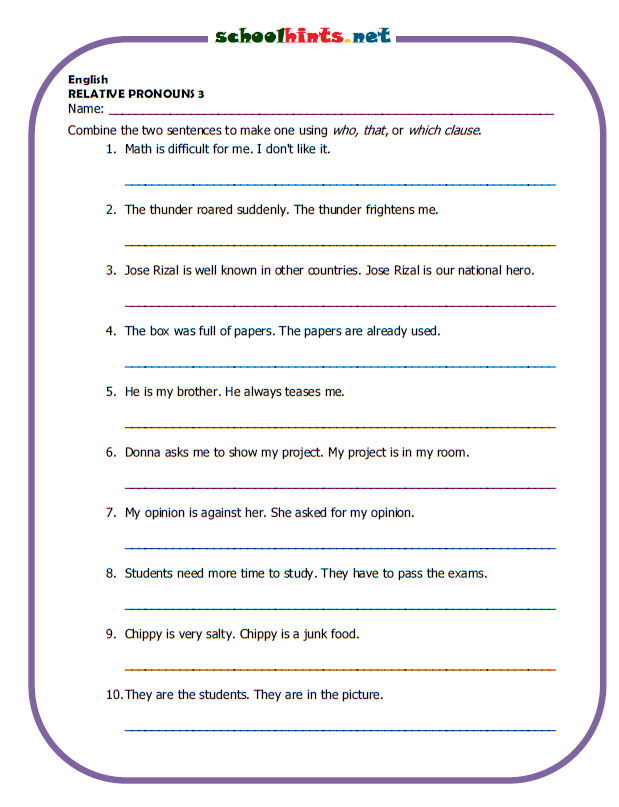 schoolhints.net
English
RELATIVE PRONOUNS 3
Name: ________________________________________________________________
Combine the two sentences to make one using who, that, or which clause.
1. Math is difficult for me. I don't like it.
2. The thunder roared suddenly. The thunder frightens me.
3. Jose Rizal is well known in other countries. Jose Rizal is our national hero.
4. The box was full of papers. The papers are already used.
5. He is my brother. He always teases me.
6. Donna asks me to show my project. My project is in my room.
7. My opinion is against her. She asked for my opinion.
8. Students need more time to study. They have to pass the exams.
9. Chippy is very salty. Chippy is a junk food.
10. They are the students. They are in the picture.